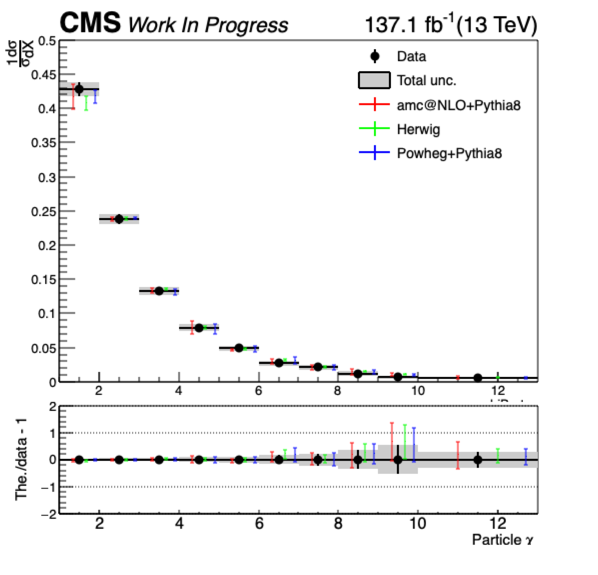 CMS Work In Progress 137.1 fb⁻¹(13 TeV)
1 dσ
σ dX
0.5
0.45
0.4
0.35
0.3
0.25
0.2
0.15
0.1
0.05
0
Data
Total unc.
amc@NLO+Pythia8
Herwig
Powheg+Pythia8
2 4 6 8 10 12
The./data - 1
2
1
0
−1
−2
2 4 6 8 10 12
Particle γ